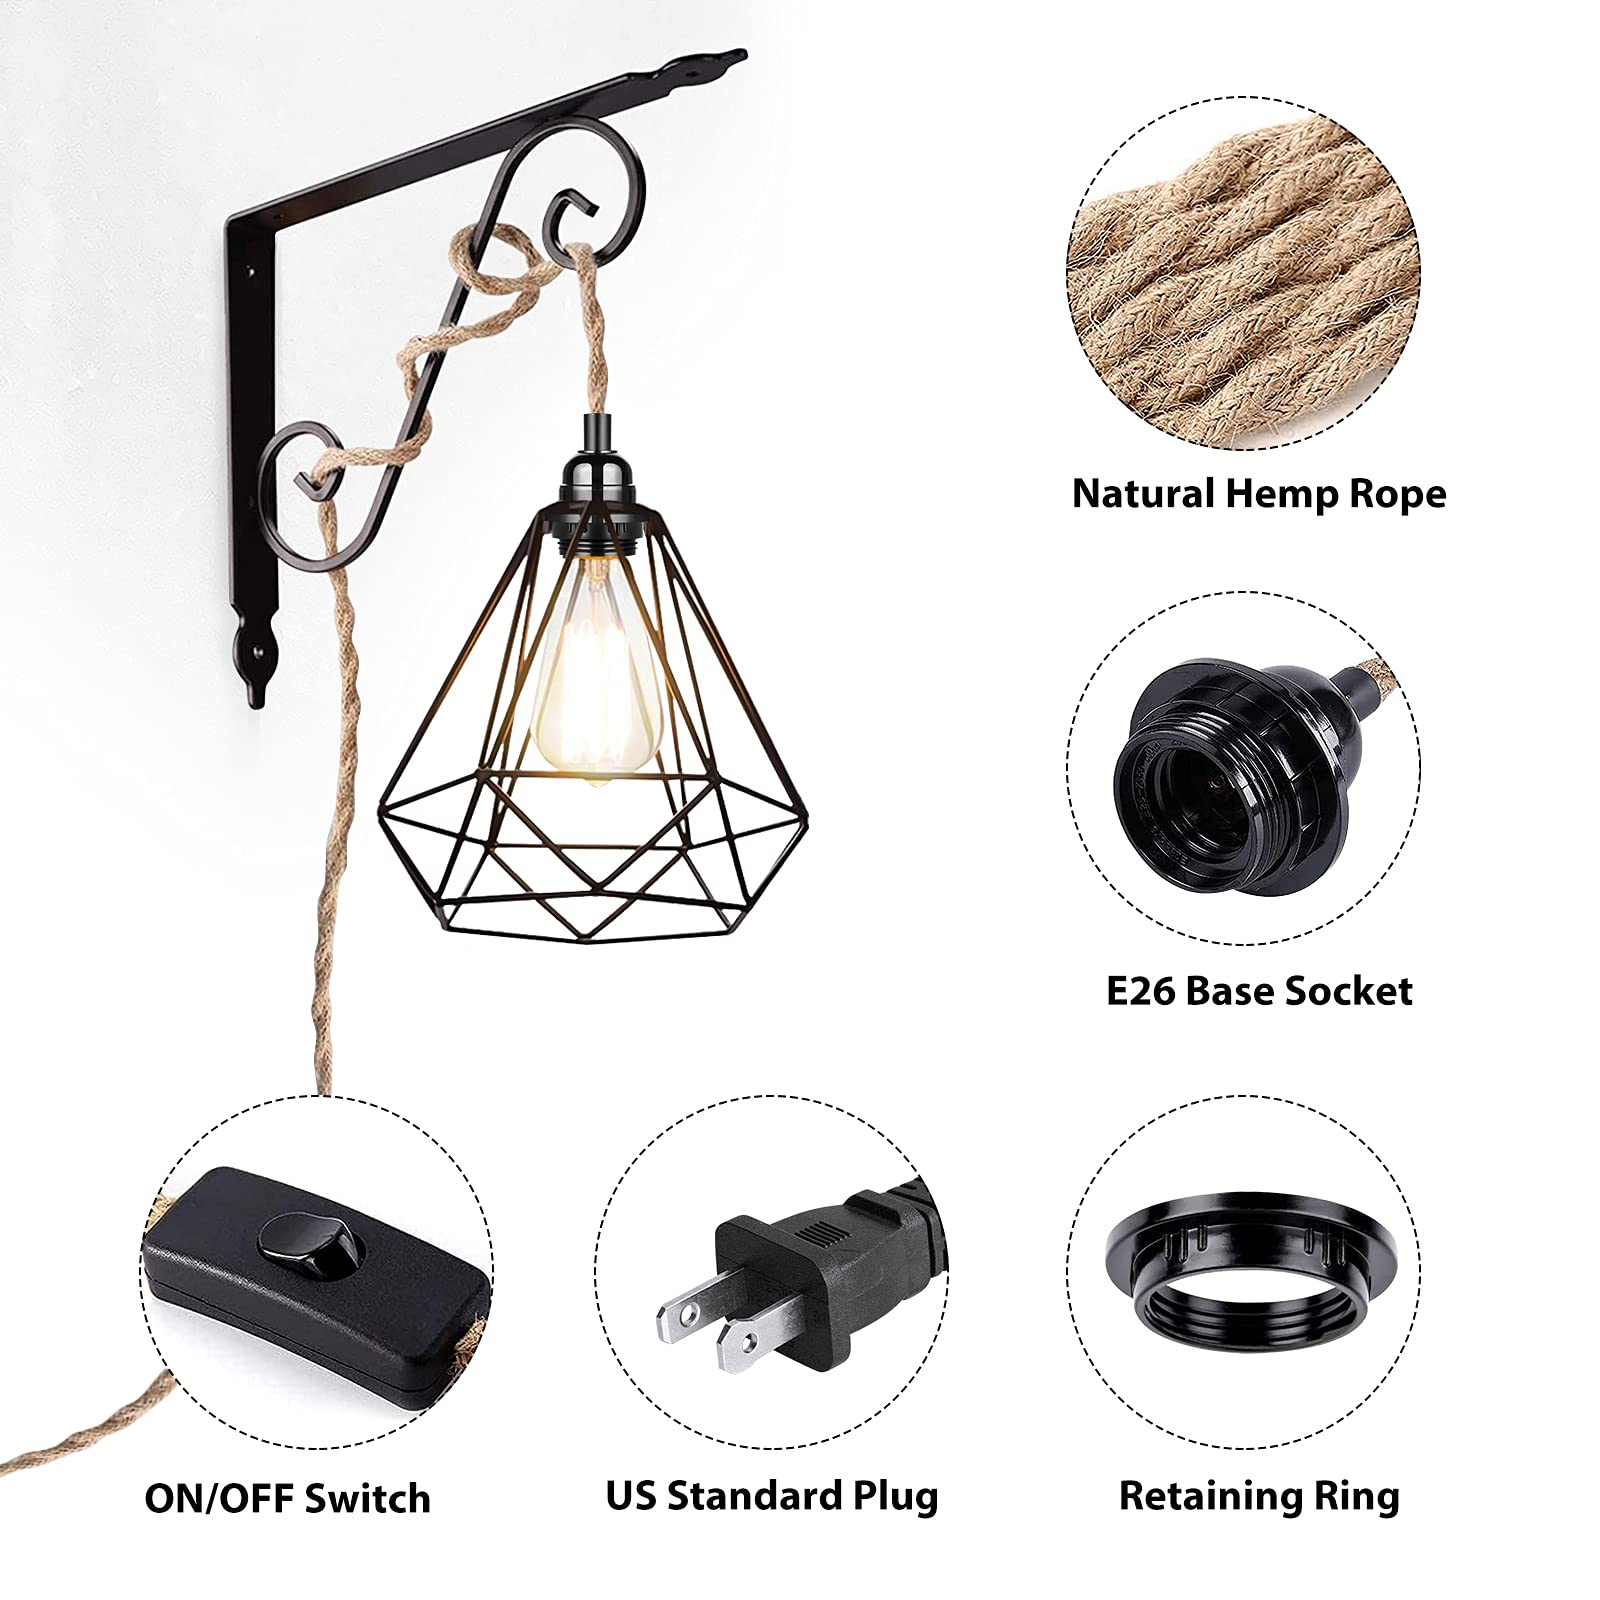 Natural Hemp Rope
E26 Base Socket
ON/OFF Switch
US Standard Plug
Retaining Ring